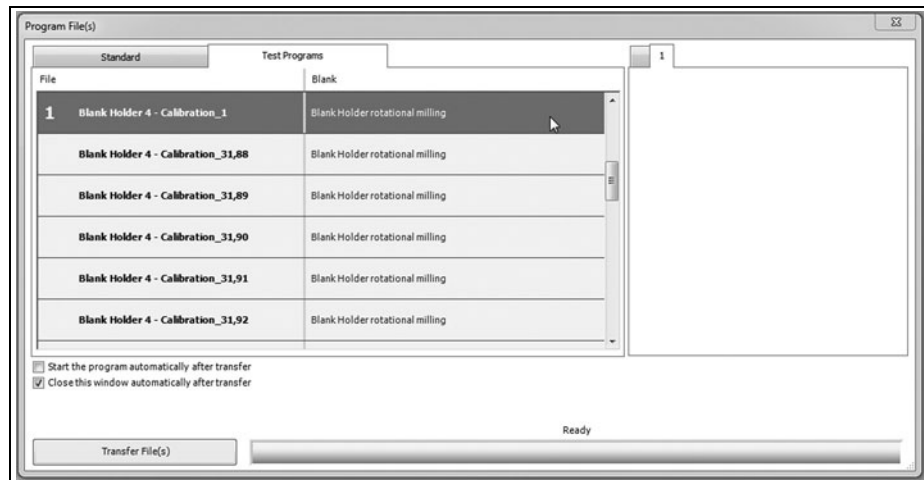 Program File(s)
Standard Test Programs 1
File Blank
1 Blank Holder 4 - Calibration_1 Blank Holder rotational milling
Blank Holder 4 - Calibration_31,88 Blank Holder rotational milling
Blank Holder 4 - Calibration_31,89 Blank Holder rotational milling
Blank Holder 4 - Calibration_31,90 Blank Holder rotational milling
Blank Holder 4 - Calibration_31,91 Blank Holder rotational milling
Blank Holder 4 - Calibration_31,92 Blank Holder rotational milling
Start the program automatically after transfer
Close this window automatically after transfer
Ready
Transfer File(s)